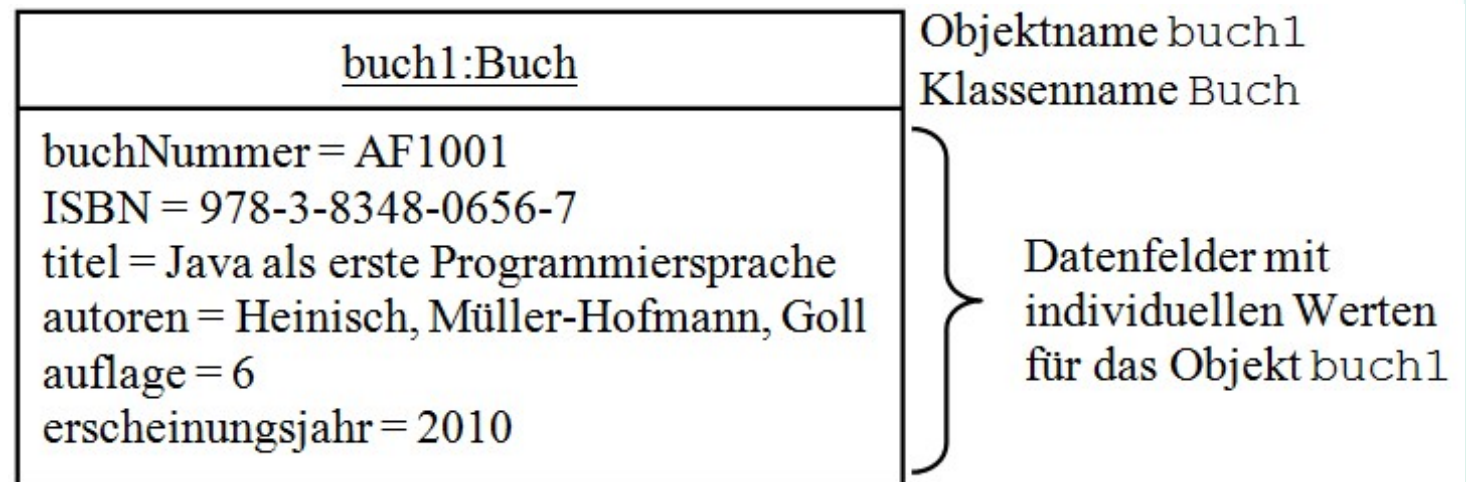 buch1:Buch
Objektname buch1
Klassenname Buch
buchNummer = AF1001
ISBN = 978-3-8348-0656-7
titel = Java als erste Programmiersprache
autoren = Heinisch, Müller-Hofmann, Goll
auflage = 6
erscheinungsjahr = 2010
Datenfelder mit
individuellen Werten
für das Objekt buch1